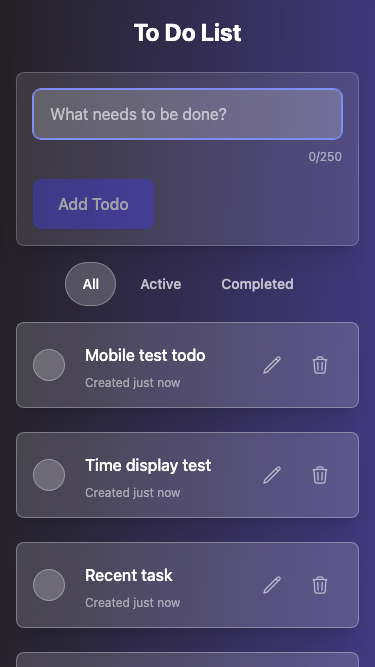 To Do List
What needs to be done?
0/250
Add Todo
All Active Completed
Mobile test todo
Created just now
Time display test
Created just now
Recent task
Created just now